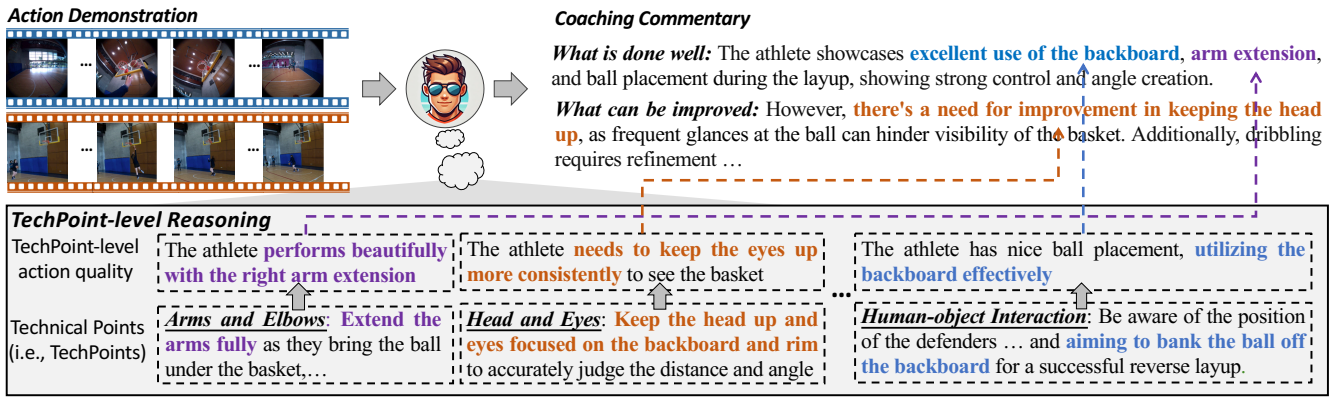 Action Demonstration
Coaching Commentary
What is done well: The athlete showcases excellent use of the backboard, arm extension,
and ball placement during the layup, showing strong control and angle creation.
What can be improved: However, there's a need for improvement in keeping the head
up, as frequent glances at the ball can hinder visibility of the basket. Additionally, dribbling
requires refinement …
...
...
...
...
TechPoint-level Reasoning
TechPoint-level
action quality
The athlete performs beautifully
with the right arm extension
The athlete needs to keep the eyes up
more consistently to see the basket
The athlete has nice ball placement, utilizing the
backboard effectively
...
Technical Points
(i.e., TechPoints)
Arms and Elbows: Extend the
arms fully as they bring the ball
under the basket,…
Head and Eyes: Keep the head up and
eyes focused on the backboard and rim
to accurately judge the distance and angle
Human-object Interaction: Be aware of the position
of the defenders … and aiming to bank the ball off
the backboard for a successful reverse layup.